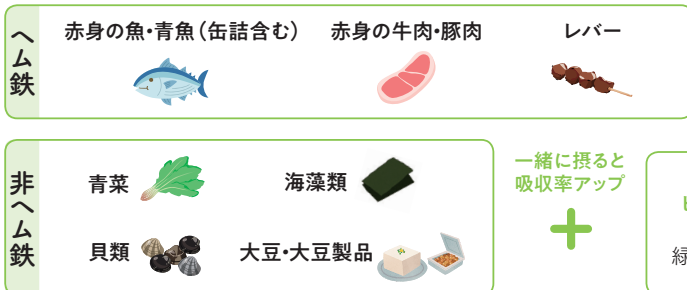 ヘム鉄
赤身の魚・青魚（缶詰含む）
赤身の牛肉・豚肉
レバー
非ヘム鉄
青菜
海藻類
貝類
大豆・大豆製品
一緒に摂ると
吸収率アップ
+
緑